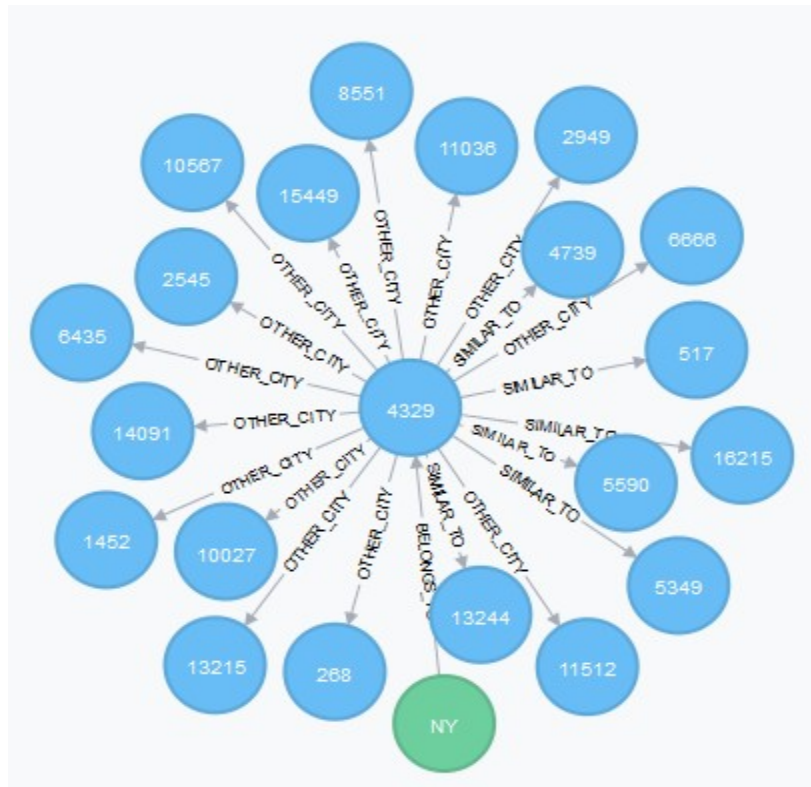 8551
2949
11036
10567
15449
OTHER_CITY
4739
6666
OTHER_CITY
OTHER_CITY
2545
OTHER_CITY
OTHER_CITY
OTHER_CITY
SIMILAR_TO
OTHER_CITY
6435
OTHER_CITY
517
OTHER_CITY
SIMILAR_TO
4329
14091
OTHER_CITY
SIMILAR_TO
SIMILAR_TO
16215
OTHER_CITY
OTHER_CITY
SIMILAR_TO
SIMILAR_TO
5590
1452
10027
OTHER_CITY
OTHER_CITY
OTHER_CITY
BELONGS_
5349
13244
13215
268
11512
NY